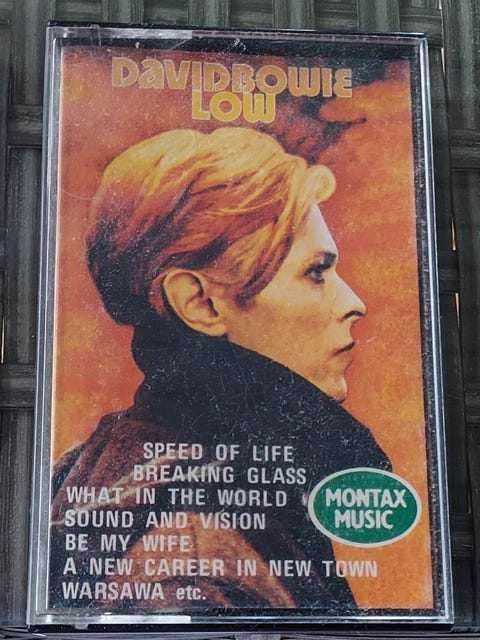 DAVIDBOWIE
LOW
SPEED OF LIFE
BREAKING GLASS
WHAT IN THE WORLD
SOUND AND VISION
BE MY WIFE
A NEW CAREER IN NEW TOWN
WARSAWA etc.
MONTAX
MUSIC